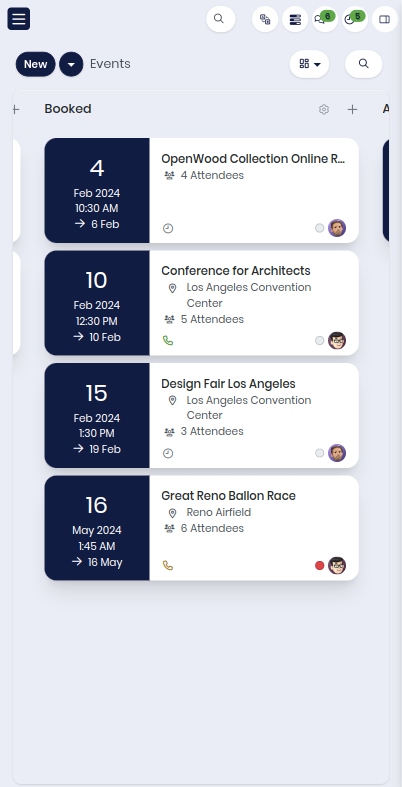 6
5
New
Events
Booked
A
4
Feb 2024
10:30 AM
→ 6 Feb
OpenWood Collection Online R...
4 Attendees
10
Feb 2024
12:30 PM
→ 10 Feb
Conference for Architects
Los Angeles Convention
Center
5 Attendees
15
Feb 2024
1:30 PM
→ 19 Feb
Design Fair Los Angeles
Los Angeles Convention
Center
3 Attendees
16
May 2024
1:45 AM
→ 16 May
Great Reno Ballon Race
Reno Airfield
6 Attendees